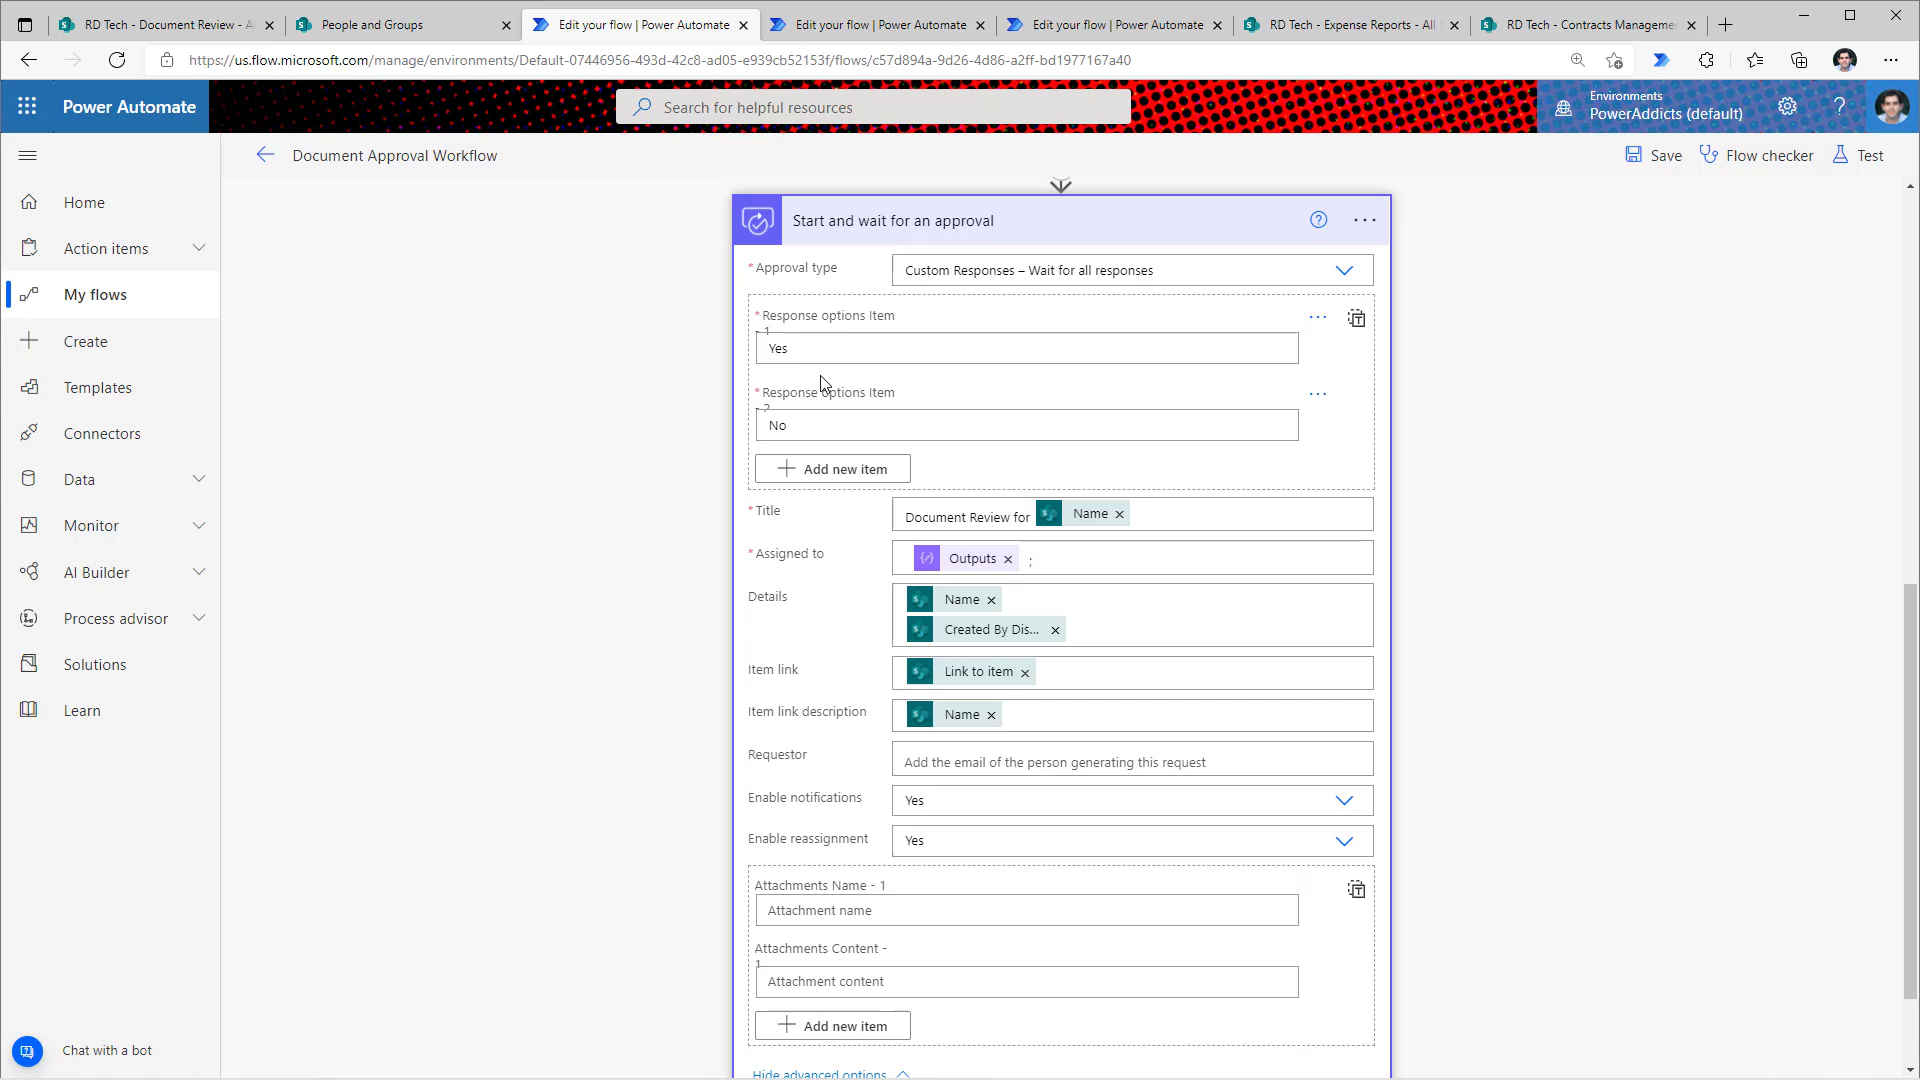 RD Tech - Document Review - A
People and Groups
Edit your flow | Power Automate
Edit your flow | Power Automate
Edit your flow | Power Automate
RD Tech - Expense Reports - All
RD Tech - Contracts Manageme
https://us.flow.microsoft.com/manage/environments/Default-07446956-493d-42c8-ad05-e939cb52153f/flows/c57d894a-9d26-4d86-a2ff-bd1977167a40
Power Automate
Search for helpful resources
Environments
PowerAddicts (default)
Document Approval Workflow
Save
Flow checker
Test
Home
Action items
My flows
Create
Templates
Connectors
Data
Monitor
AI Builder
Process advisor
Solutions
Learn
Chat with a bot
Start and wait for an approval
* Approval type
Custom Responses – Wait for all responses
* Response options Item
- 1
Yes
* Response options Item
- 2
No
Add new item
* Title
Document Review for Name
* Assigned to
Outputs ;
Details
Name
Created By Dis...
Item link
Link to item
Item link description
Name
Requestor
Add the email of the person generating this request
Enable notifications
Yes
Enable reassignment
Yes
Attachments Name - 1
Attachment name
Attachments Content -
1
Attachment content
Add new item
Hide advanced options